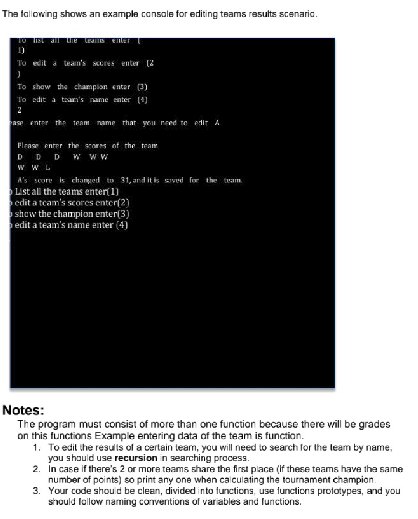 The following shows an example console for editing teams results scenario.
To list all the teams enter (
1)
To edit a team's scores enter (2
)
To show the champion enter (3)
To edit a team's name enter (4)
2
ease enter the team name that you need to edit A
Please enter the scores of the team
D D D W W W
W W L
A's score is changed to 31, and it is saved for the team
o List all the teams enter(1)
o edit a team's scores enter(2)
o show the champion enter(3)
o edit a team's name enter (4)
Notes:
The program must consist of more than one function because there will be grades
on this functions Example entering data of the team is function.
1. To edit the results of a certain team, you will need to search for the team by name,
you should use recursion in searching process.
2. In case if there's 2 or more teams share the first place (if these teams have the same
number of points) so print any one when calculating the tournament champion
3. Your code should be clean, divided into functions, use functions prototypes, and you
should follow naming conventions of variables and functions.